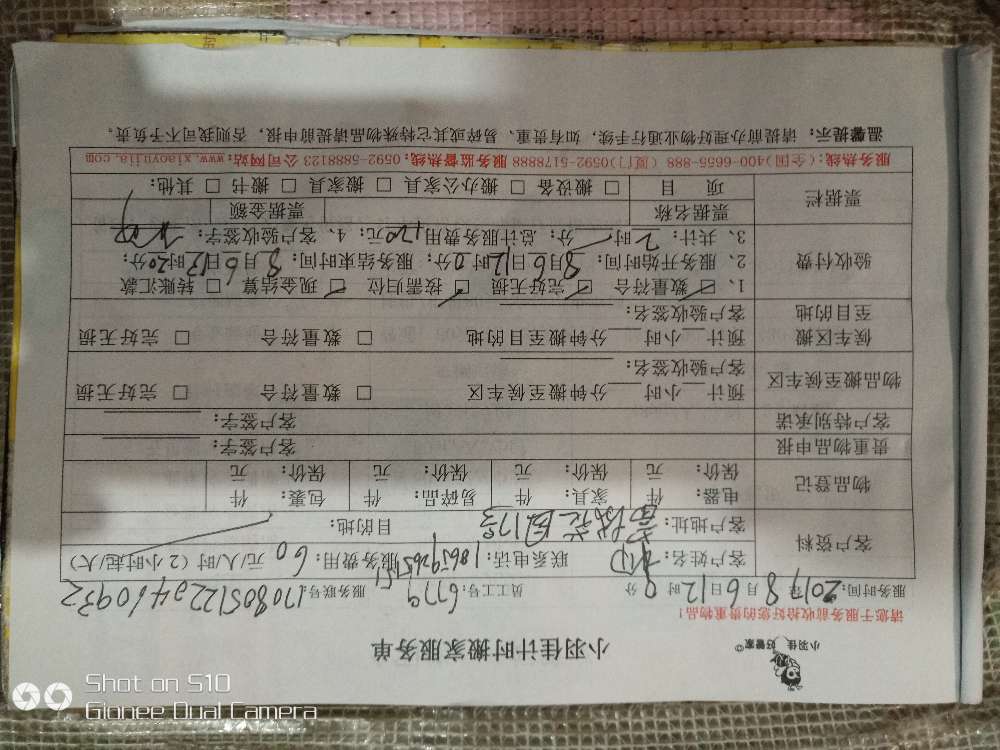 小羽佳 好管家
小羽佳计时搬家服务单
请您于服务前收拾好您的贵重物品!
服务时间: 2019年 8 月 6 日 12 时 0 分 员工号: 6779 服务联号: 1708051220460932
客户资料 客户姓名: 联系电话: 服务费用: 60 元/人/时 (2小时起/人)
客户地址: 目的地:
物品登记 电器: 件 家具: 件 易碎品: 件 包裹: 件
保价: 元 保价: 元 保价: 元 保价: 元
贵重物品申报 客户签字:
客户特别承诺 客户签字:
物品搬至候车区 预计 小时 分钟搬至候车区 □ 数量符合 □ 完好无损
客户验收签名:
候车区搬至目的地 预计 小时 分钟搬至目的地 □ 数量符合 □ 完好无损
客户验收签名:
验收付费 1、☑ 数量符合 ☑ 完好无损 ☑ 按需归位 ☑ 现金结算 □ 转账汇款
2、服务开始时间: 8月6日12时0分; 服务结束时间: 8月6日13时20分;
3、共计: 2时 分; 总计服务费用120元; 4、客户验收签字:
票据栏 票据名称 票据金额
项 目 □ 搬设备 □ 搬办公家具 □ 搬家具 □ 搬书 □ 其他:
服务热线:(全国)400-6655-888 (厦门)0592-5178888 服务监督热线: 0592-5888123 公司网站: www.xiaoyujia.com
温馨提示: 请提前办理好物业通行手续, 如有贵重、易碎或其它特殊物品请提前申报, 否则我司不予负责。
Shot on S10
Gionee Dual Camera